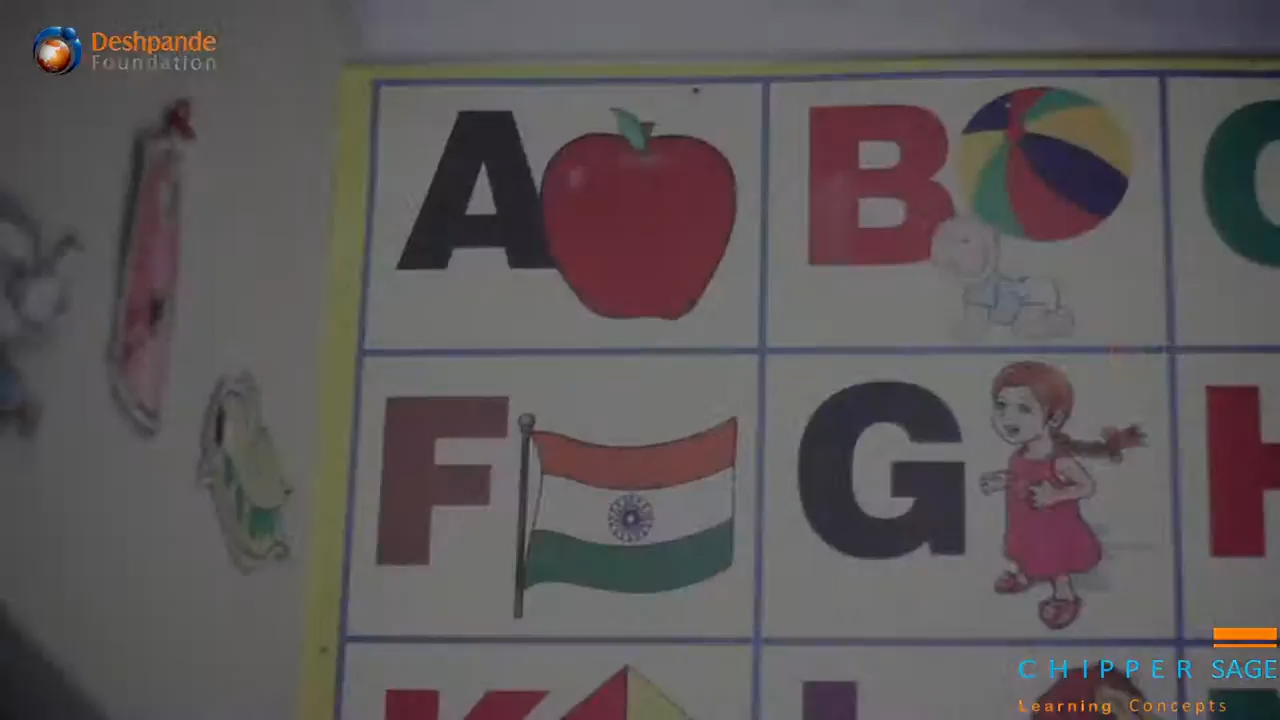 Deshpande
Foundation
A
B
C
F
G
H
K
L
CHIPPER SAGE
Learning Concepts